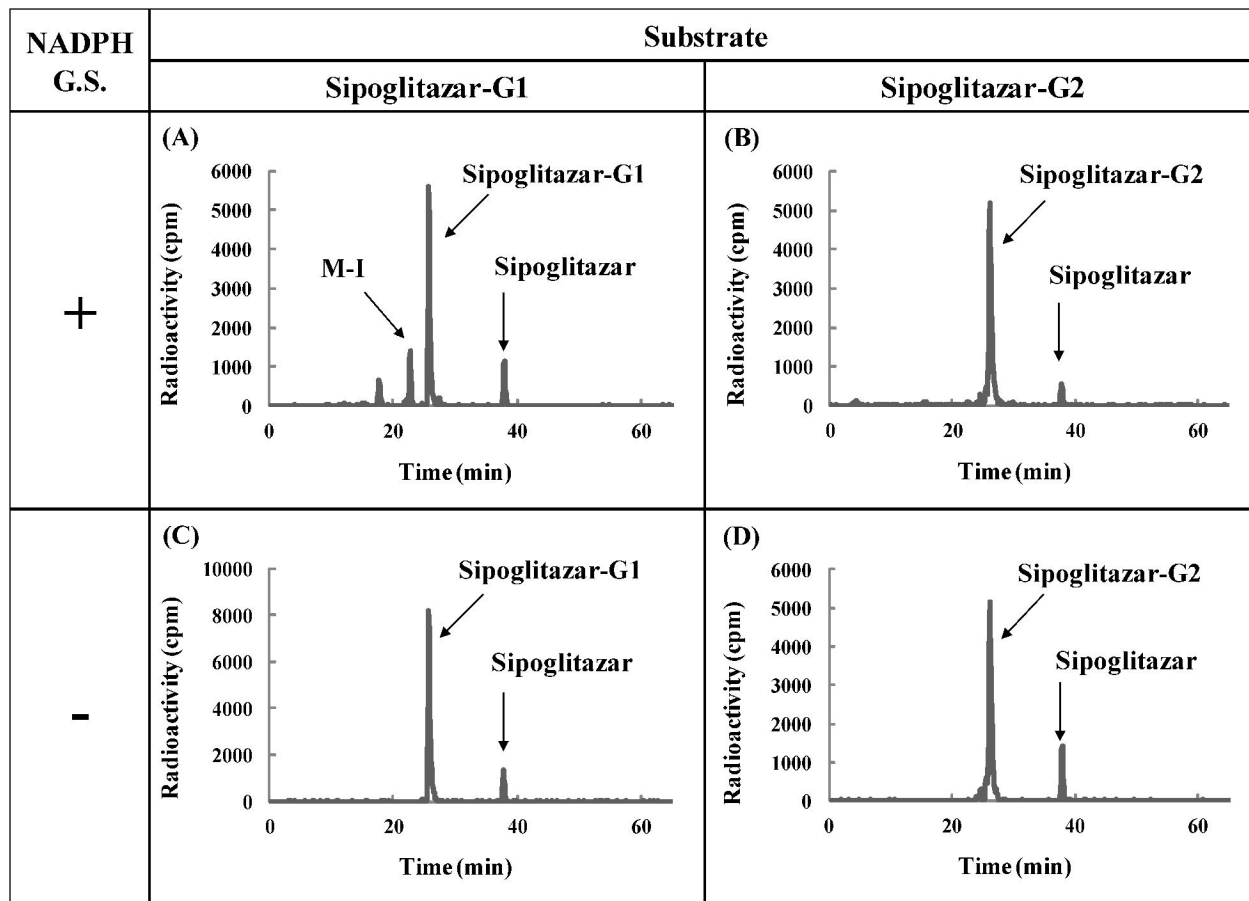 NADPH
G.S.
Substrate
Sipoglitazar-G1
Sipoglitazar-G2
+
(A)
Radioactivity (cpm)
6000
5000
4000
3000
2000
1000
0
M-I
Sipoglitazar-G1
Sipoglitazar
0
20
40
60
Time (min)
(B)
Radioactivity (cpm)
6000
5000
4000
3000
2000
1000
0
Sipoglitazar-G2
Sipoglitazar
0
20
40
60
Time (min)
-
(C)
Radioactivity (cpm)
10000
8000
6000
4000
2000
0
Sipoglitazar-G1
Sipoglitazar
0
20
40
60
Time (min)
(D)
Radioactivity (cpm)
6000
5000
4000
3000
2000
1000
0
Sipoglitazar-G2
Sipoglitazar
0
20
40
60
Time (min)